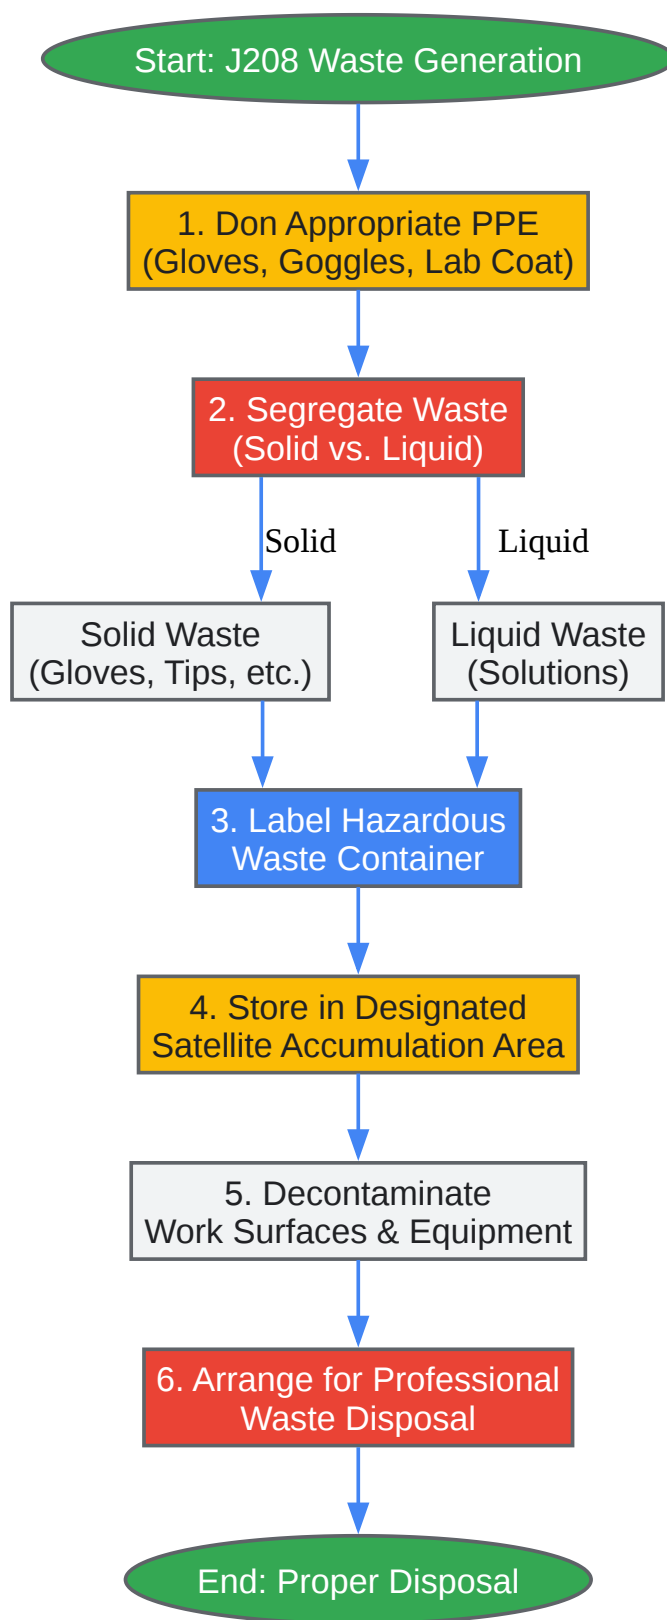 Start: J208 Waste Generation
1. Don Appropriate PPE
(Gloves, Goggles, Lab Coat)
2. Segregate Waste
(Solid vs. Liquid)
Solid
Liquid
Solid Waste
(Gloves, Tips, etc.)
Liquid Waste
(Solutions)
3. Label Hazardous
Waste Container
4. Store in Designated
Satellite Accumulation Area
5. Decontaminate
Work Surfaces & Equipment
6. Arrange for Professional
Waste Disposal
End: Proper Disposal